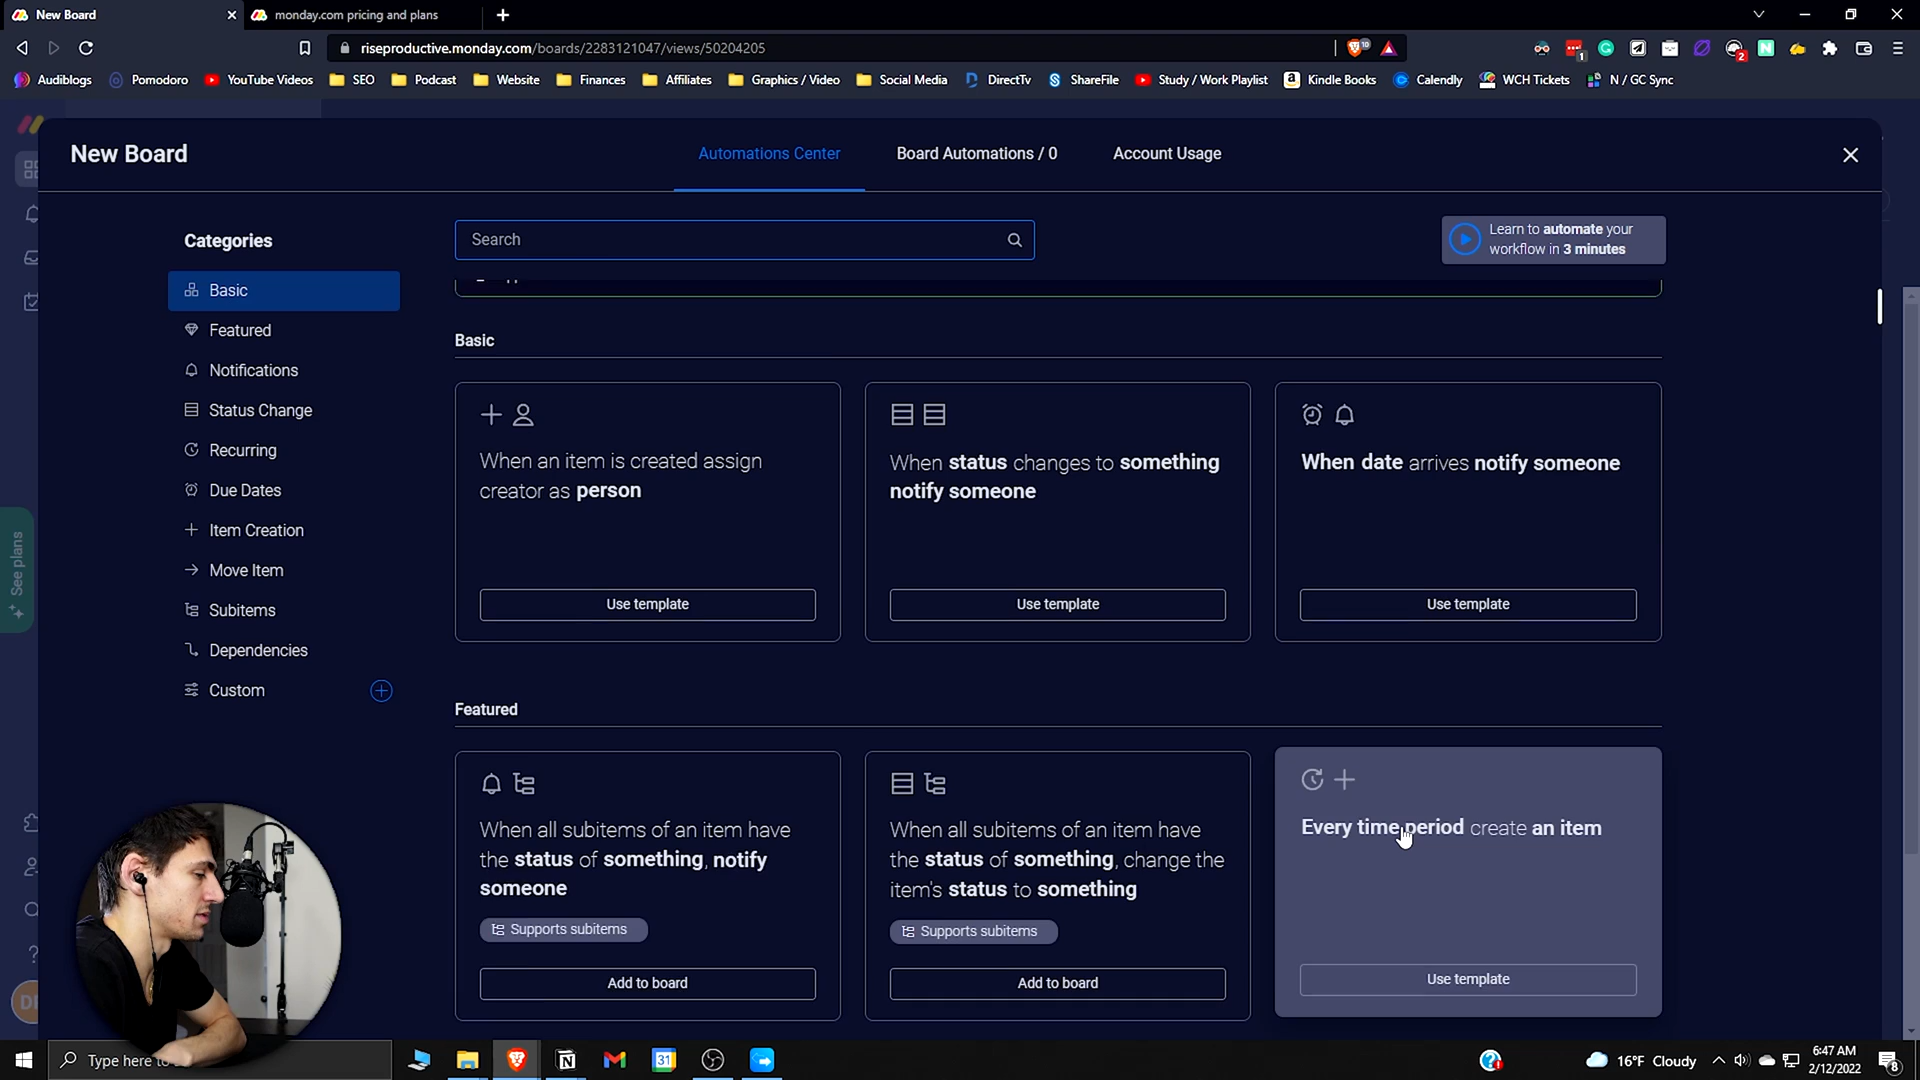 New Board
monday.com pricing and plans
riseproductive.monday.com/boards/2283121047/views/50204205
10
1
2
Audiblogs
Pomodoro
YouTube Videos
SEO
Podcast
Website
Finances
Affiliates
Graphics / Video
Social Media
DirectTv
ShareFile
Study / Work Playlist
Kindle Books
Calendly
WCH Tickets
N / GC Sync
New Board
Automations Center
Board Automations / 0
Account Usage
Categories
Search
Learn to automate your
workflow in 3 minutes
Basic
Featured
Notifications
Status Change
Recurring
Due Dates
Item Creation
Move Item
Subitems
Dependencies
Custom
See plans
Basic
When an item is created assign
creator as person
Use template
When status changes to something
notify someone
Use template
When date arrives notify someone
Use template
Featured
When all subitems of an item have
the status of something, notify
someone
Supports subitems
Add to board
When all subitems of an item have
the status of something, change the
item's status to something
Supports subitems
Add to board
Every time period create an item
Use template
Type here
31
16°F Cloudy
6:47 AM
2/12/2022
8